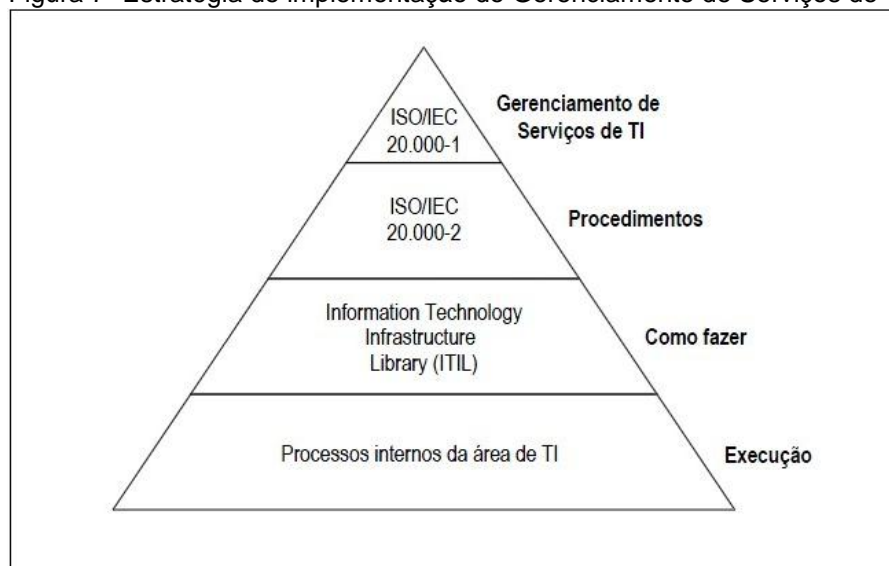 Figura I - Estratégia de implementação do Gerenciamento de Serviços de
ISO/IEC
20.000-1
Gerenciamento de
Serviços de TI
ISO/IEC
20.000-2
Procedimentos
Information Technology
Infrastructure
Library (ITIL)
Como fazer
Processos internos da área de TI
Execução